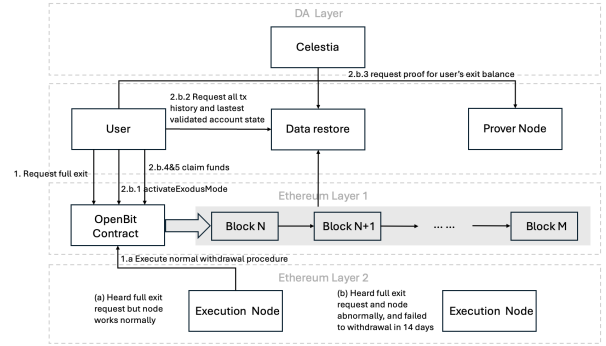 DA Layer
Celestia
2.b.3 request proof for user's exit balance
2.b.2 Request all tx
history and lastest
validated account
state
User
Data restore
Prover Node
1. Request full exit
2.b.4&5 claim funds
2.b.1 activateExodusMode
Ethereum Layer 1
OpenBit
Contract
Block N
Block N+1
... ...
Block M
1.a Execute normal withdrawal procedure
Ethereum Layer 2
(a) Heard full exit
request but node
works normally
Execution Node
(b) Heard full exit
request and node
abnormally, and failed
to withdrawal in 14 days
Execution Node